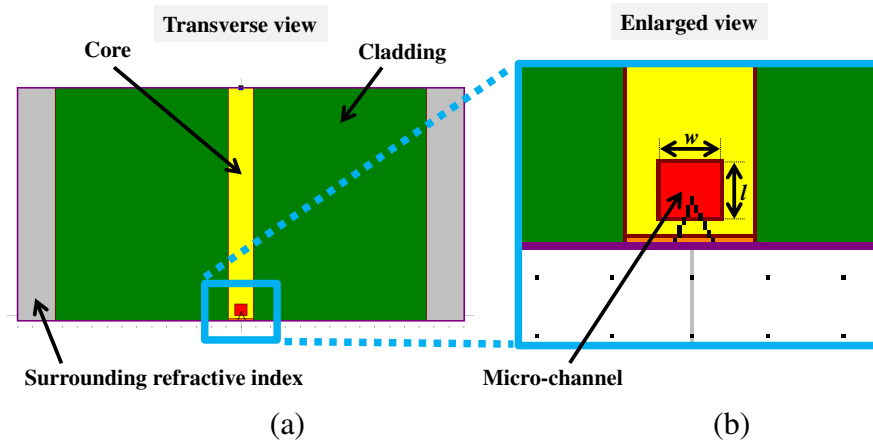 Transverse view
Enlarged view
Core
Cladding
w
l
Surrounding refractive index
Micro-channel
(a)
(b)